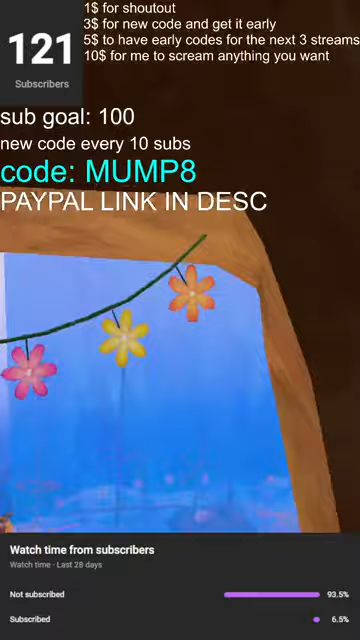 1$ for shoutout
3$ for new code and get it early
5$ to have early codes for the next 3 streams
10$ for me to scream anything you want
121
Subscribers
sub goal: 100
new code every 10 subs
code: MUMP8
PAYPAL LINK IN DESC
Watch time from subscribers
Watch time · Last 28 days
Not subscribed 93.5%
Subscribed 6.5%